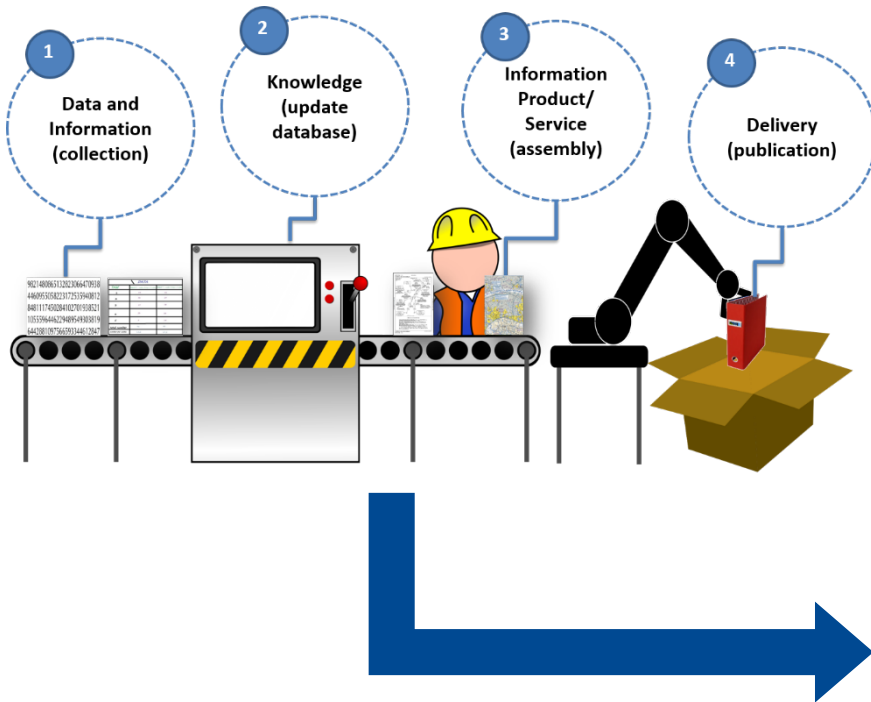 1
Data and
Information
(collection)
2
Knowledge
(update
database)
3
Information
Product/
Service
(assembly)
4
Delivery
(publication)